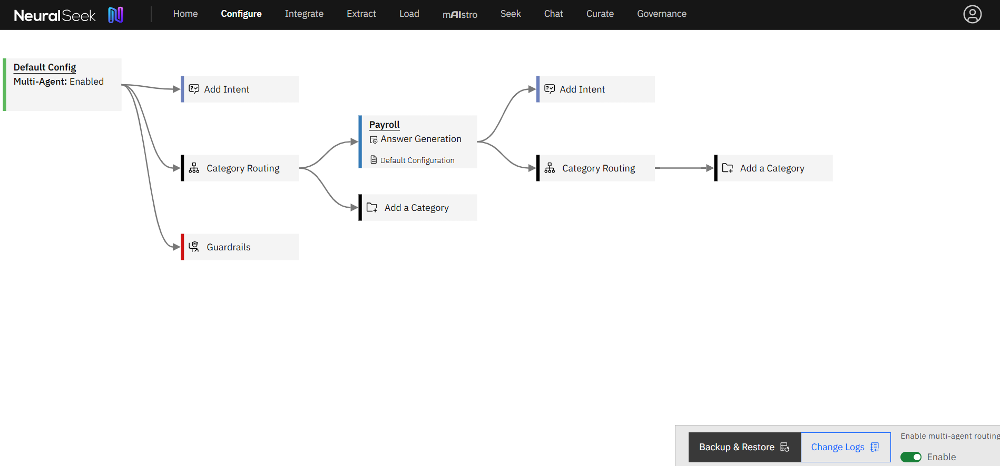 NeuralSeek
Home
Configure
Integrate
Extract
Load
mAIstro
Seek
Chat
Curate
Governance
Default Config
Multi-Agent: Enabled
Add Intent
Add Intent
Payroll
Answer Generation
Default Configuration
Category Routing
Category Routing
Add a Category
Add a Category
Guardrails
Backup & Restore
Change Logs
Enable multi-agent routing
Enable